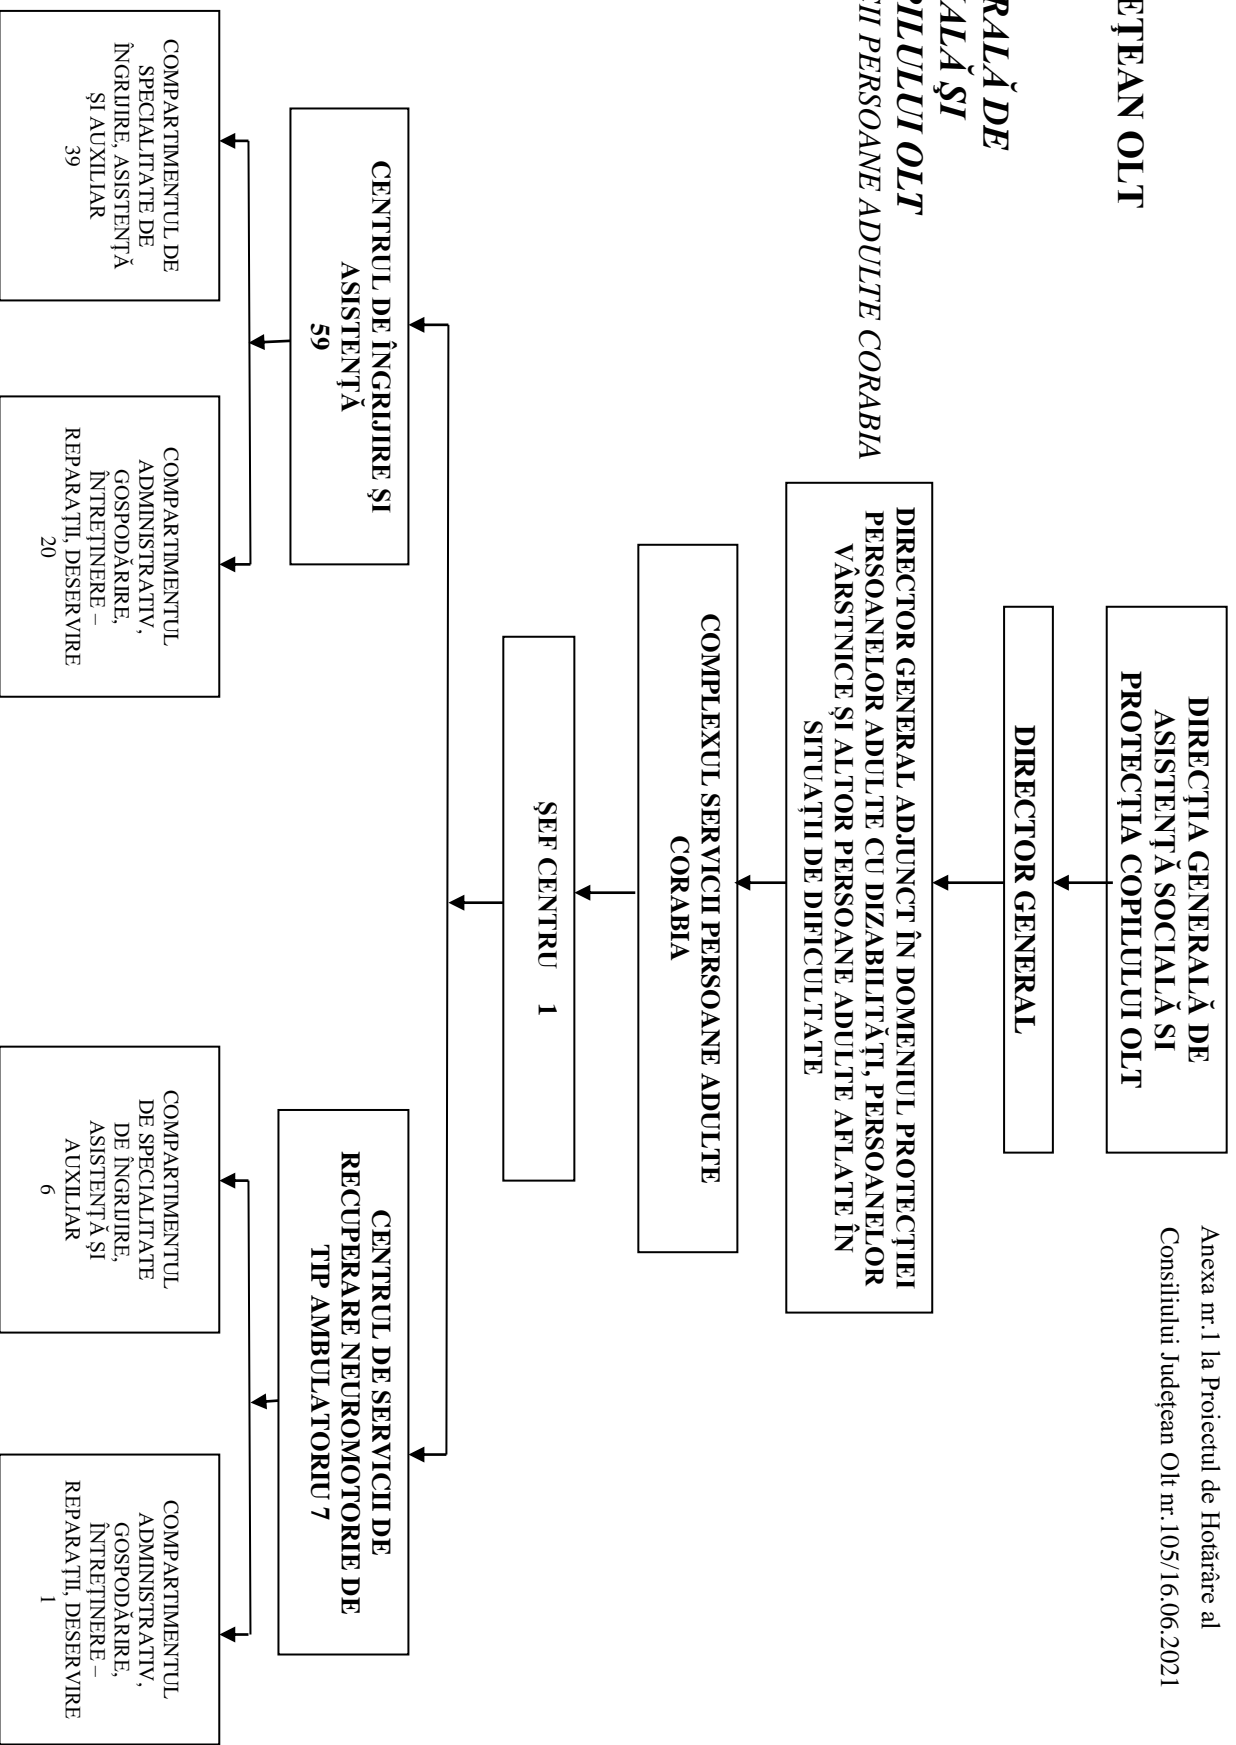 EȚEAN OLT
RALĂ DE
ALĂ ȘI
PILULUI OLT
II PERSOANE ADULTE CORABIA
Anexa nr.1 la Proiectul de Hotărâre al
Consiliului Județean Olt nr.105/16.06.2021
DIRECȚIA GENERALĂ DE
ASISTENȚĂ SOCIALĂ SI
PROTECȚIA COPILULUI OLT
DIRECTOR GENERAL
DIRECTOR GENERAL ADJUNCT ÎN DOMENIUL PROTECȚIEI
PERSOANELOR ADULTE CU DIZABILITĂȚI, PERSOANELOR
VÂRSTNICE ȘI ALTOR PERSOANE ADULTE AFLATE ÎN
SITUAȚII DE DIFICULTATE
COMPLEXUL SERVICII PERSOANE ADULTE
CORABIA
ȘEF CENTRU 1
CENTRUL DE ÎNGRIJIRE ȘI
ASISTENȚĂ
59
CENTRUL DE SERVICII DE
RECUPERARE NEUROMOTORIE DE
TIP AMBULATORIU 7
COMPARTIMENTUL DE
SPECIALITATE DE
ÎNGRIJIRE, ASISTENȚĂ
ȘI AUXILIAR
39
COMPARTIMENTUL
ADMINISTRATIV,
GOSPODĂRIRE,
ÎNTREȚINERE –
REPARAȚII, DESERVIRE
20
COMPARTIMENTUL
DE SPECIALITATE
DE ÎNGRIJIRE,
ASISTENȚĂ ȘI
AUXILIAR
6
COMPARTIMENTUL
ADMINISTRATIV,
GOSPODĂRIRE,
ÎNTREȚINERE –
REPARAȚII, DESERVIRE
1